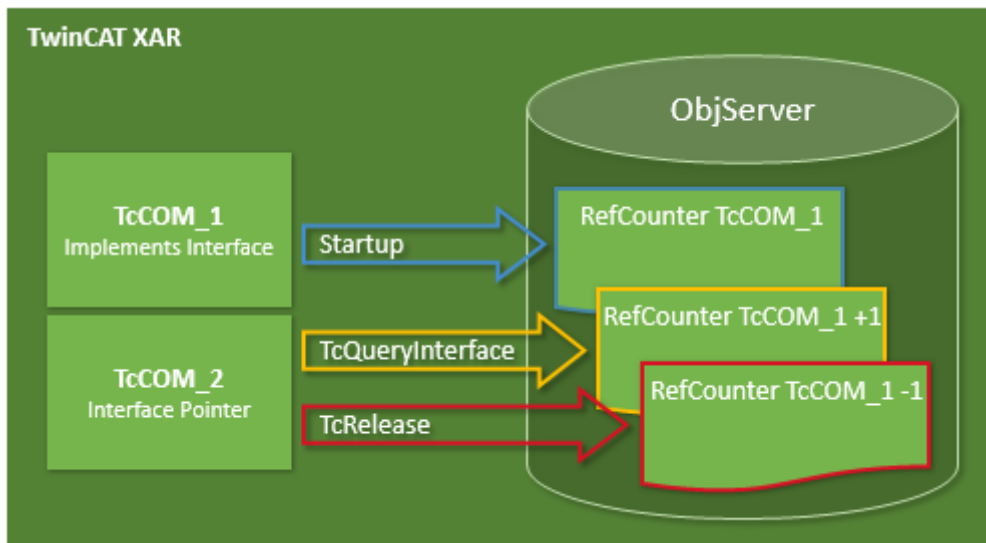 TwinCAT XAR
ObjServer
TcCOM_1
Implements Interface
Startup
RefCounter TcCOM_1
TcCOM_2
Interface Pointer
TcQueryInterface
RefCounter TcCOM_1 +1
TcRelease
RefCounter TcCOM_1 -1